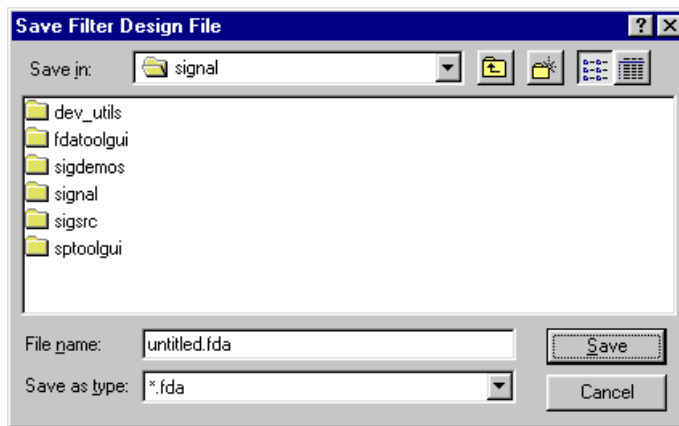 Save Filter Design File
Save in: signal
dev_utils
fdatoolgui
sigdemos
signal
sigsrc
sptoolgui
File name: untitled.fda Save
Save as type: *.fda Cancel